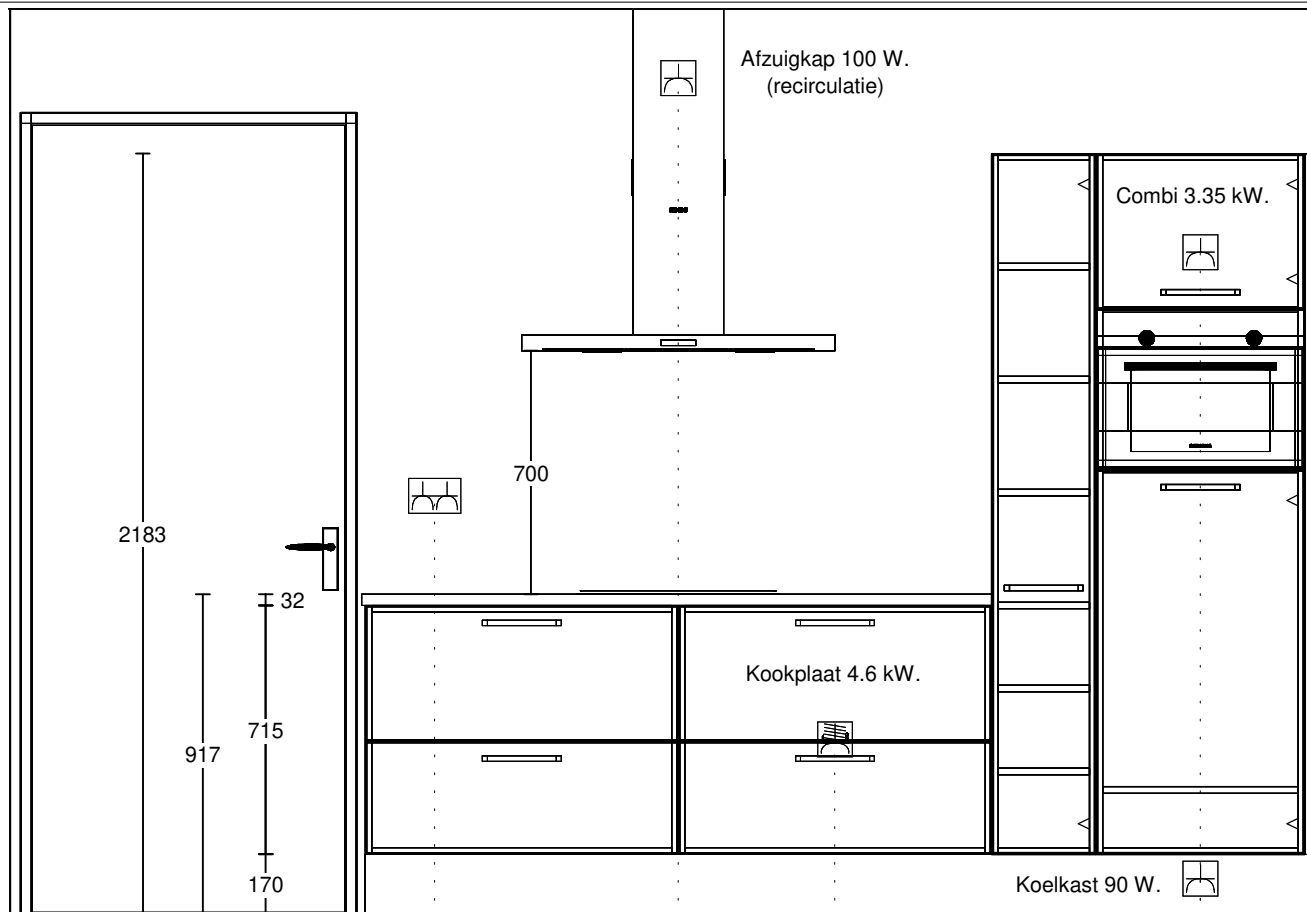 Afzuigkap 100 W.
(recirculatie)
Combi 3.35 kW.
700
2183
32
Kookplaat 4.6 kW.
715
917
170
Koelkast 90 W.